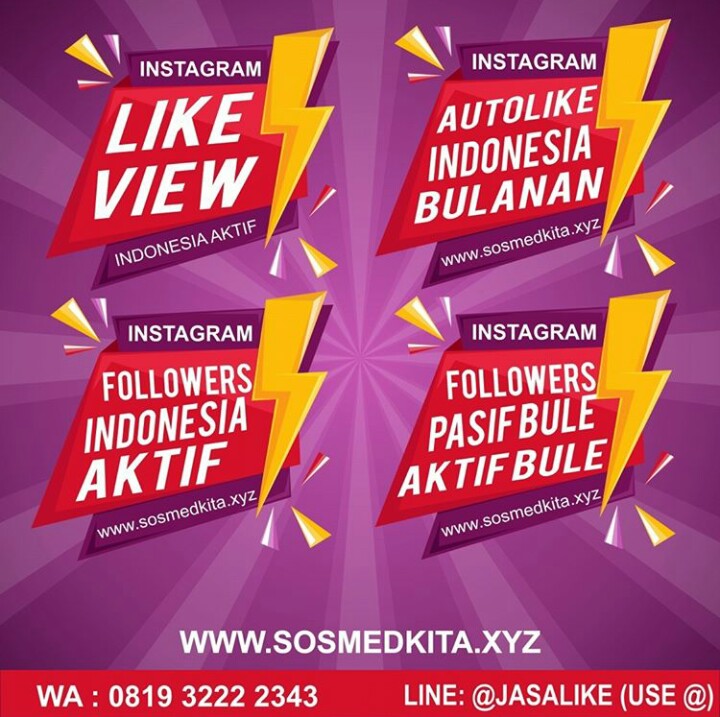 INSTAGRAM
LIKE
VIEW
INDONESIA AKTIF
INSTAGRAM
AUTOLIKE
INDONESIA
BULANAN
www.sosmedkita.xyz
INSTAGRAM
FOLLOWERS
INDONESIA
AKTIF
www.sosmedkita.xyz
INSTAGRAM
FOLLOWERS
PASIF BULE
AKTIF BULE
www.sosmedkita.xyz
WWW.SOSMEDKITA.XYZ
WA : 0819 3222 2343
LINE: @JASALIKE (USE @)